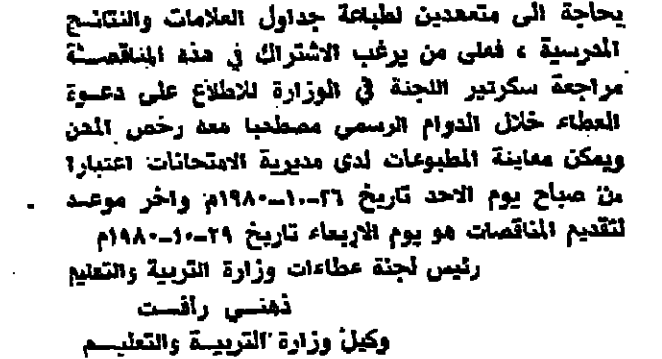 بحاجة الى متعهدين لطباعة جداول العلامات والنتائج
المدرسية ، فعلى من يرغب الاشتراك في هذه المناقصة
مراجعة سكرتير اللجنة في الوزارة للاطلاع على دعوة
العطاء خلال الدوام الرسمي مصطحبا معه رخص المهن
ويمكن معاينة المطبوعات لدى مديرية الامتحانات اعتبارا
من صباح يوم الاحد تاريخ ٢٦-١٠-١٩٨٠م واخر موعد
لتقديم المناقصات هو يوم الاربعاء تاريخ ٢٩-١٠-١٩٨٠م
رئيس لجنة عطاءات وزارة التربية والتعليم
ذهني رأفت
وكيل وزارة التربية والتعليم